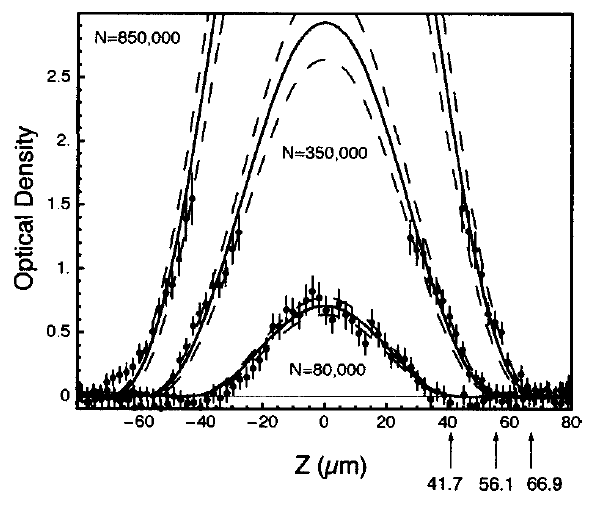 N=850,000
2.5
2.
1.5
1.
0.5
0
Optical Density
N=350,000
N=80,000
−60 −40 −20 0 20 40 60 80
Z (μm)
41.7 56.1 66.9